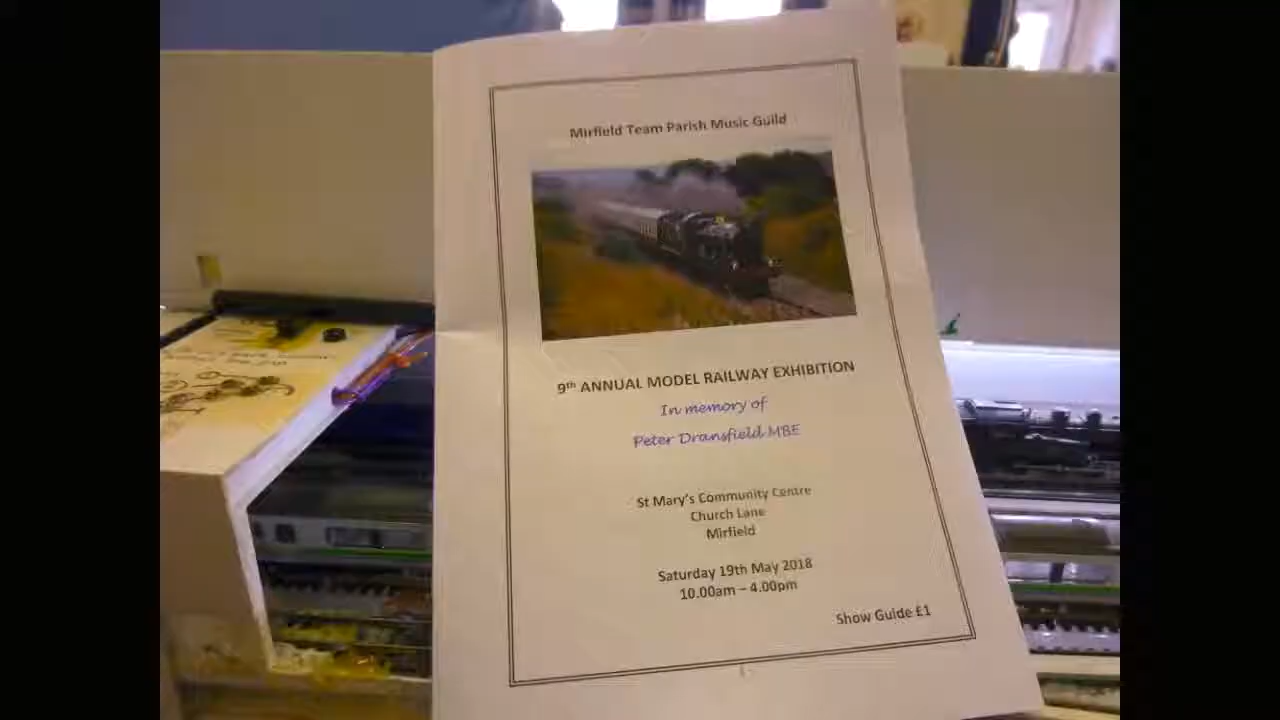 Mirfield Team Parish Music Guild
9th ANNUAL MODEL RAILWAY EXHIBITION
In memory of
Peter Dransfield MBE
St Mary's Community Centre
Church Lane
Mirfield
Saturday 19th May 2018
10.00am – 4.00pm
Show Guide £1